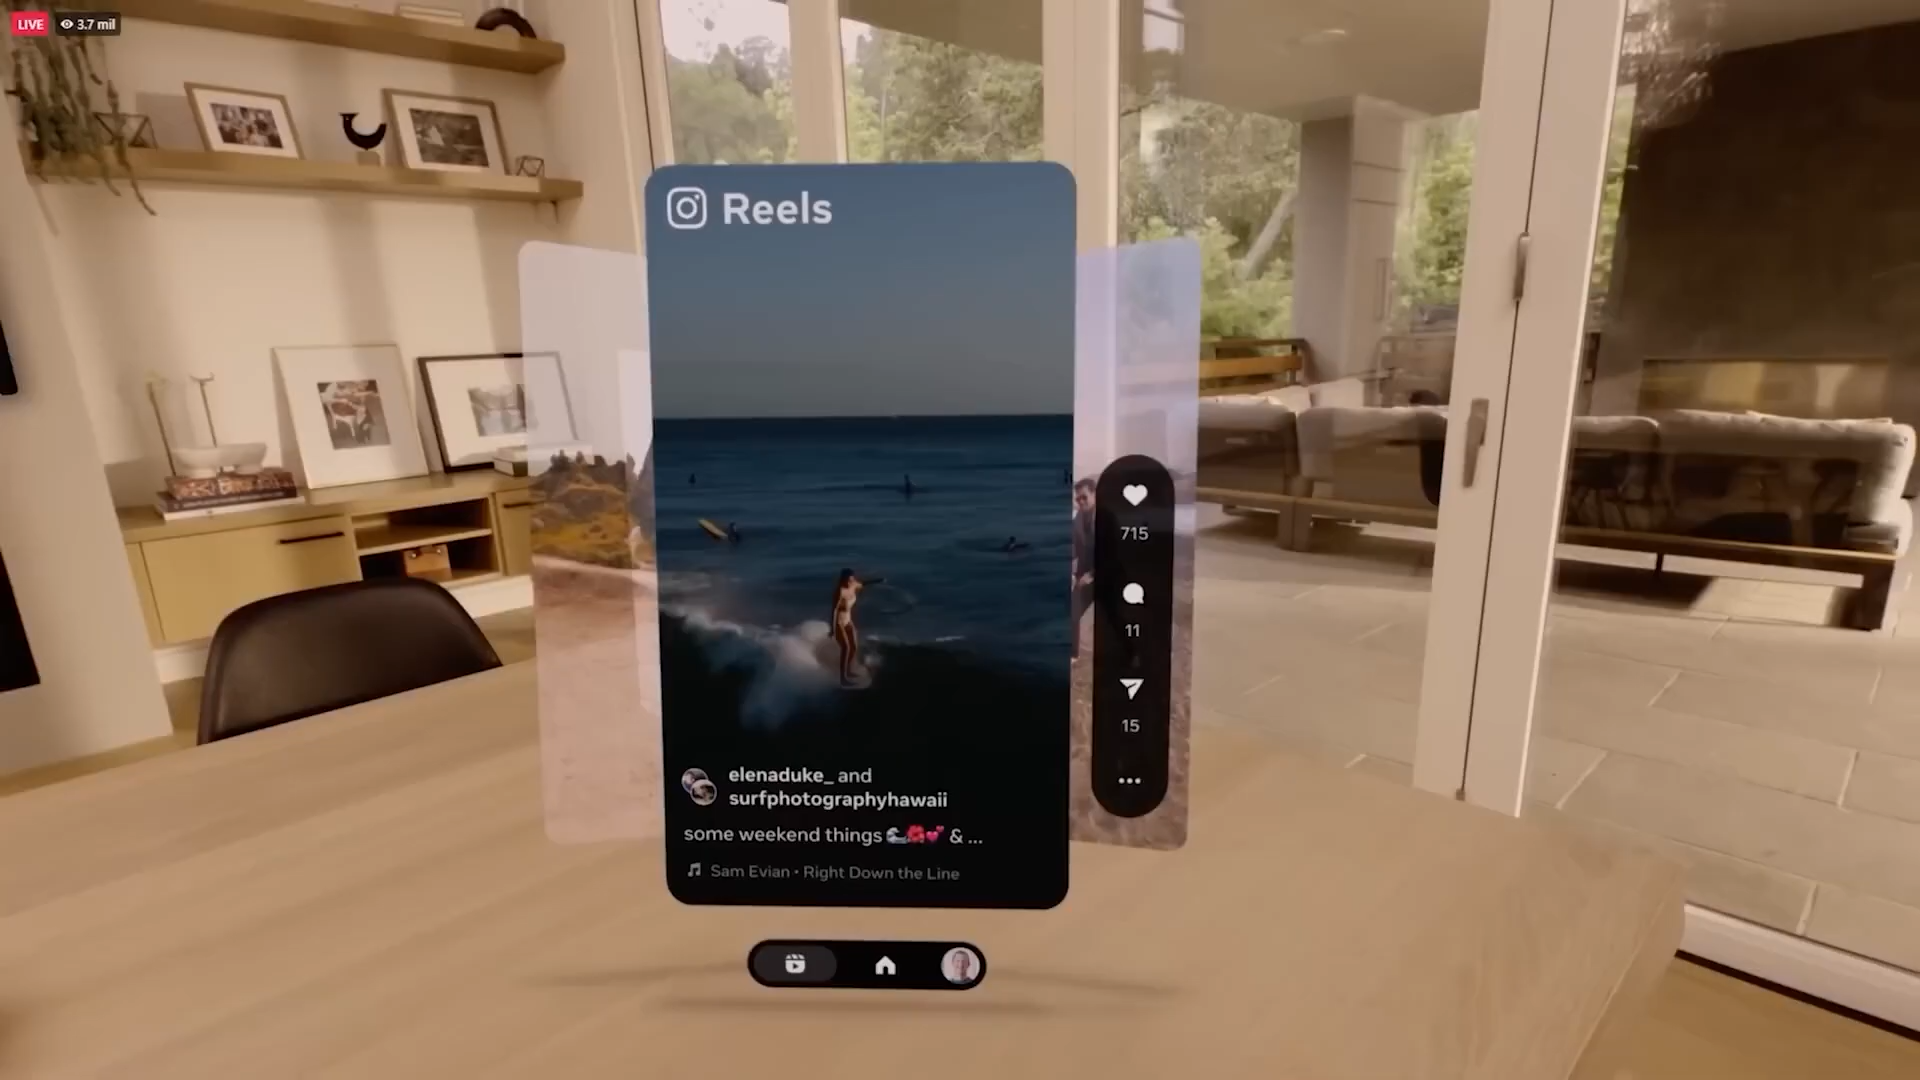 LIVE 3.7 mil
Reels
715
11
15
elenaduke_ and
surfphotographyhawaii
some weekend things 🌊🌺💕 & ...
Sam Evian • Right Down the Line